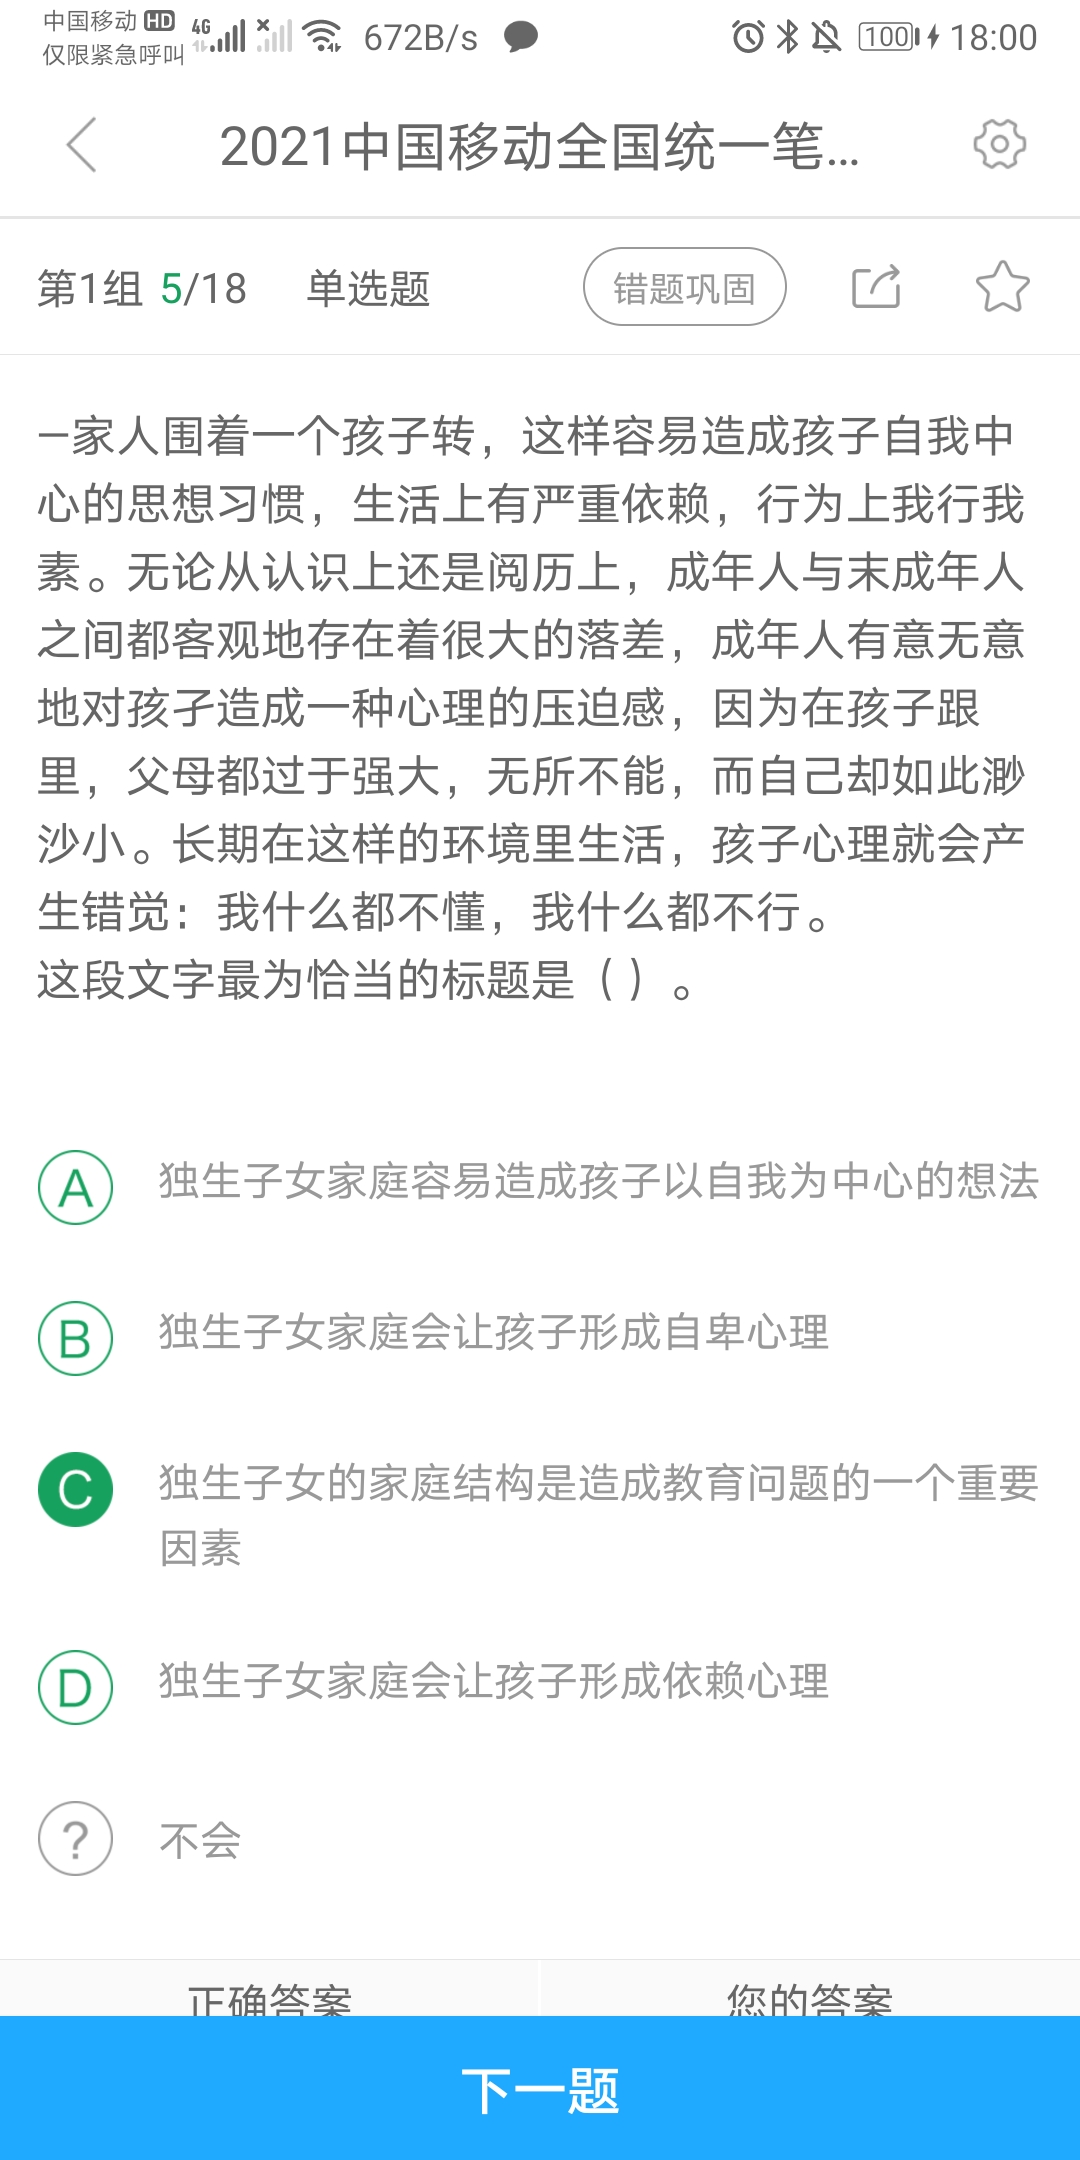 中国移动 HD 4G 672B/s 100 18:00
仅限紧急呼叫
2021中国移动全国统一笔...
第1组 5/18 单选题 错题巩固
一家人围着一个孩子转，这样容易造成孩子自我中
心的思想习惯，生活上有严重依赖，行为上我行我
素。无论从认识上还是阅历上，成年人与末成年人
之间都客观地存在着很大的落差，成年人有意无意
地对孩孑造成一种心理的压迫感，因为在孩子跟
里，父母都过于强大，无所不能，而自己却如此渺
沙小。长期在这样的环境里生活，孩子心理就会产
生错觉：我什么都不懂，我什么都不行。
这段文字最为恰当的标题是（）。
A 独生子女家庭容易造成孩子以自我为中心的想法
B 独生子女家庭会让孩子形成自卑心理
C 独生子女的家庭结构是造成教育问题的一个重要
因素
D 独生子女家庭会让孩子形成依赖心理
? 不会
正确答案 您的答案
下一题